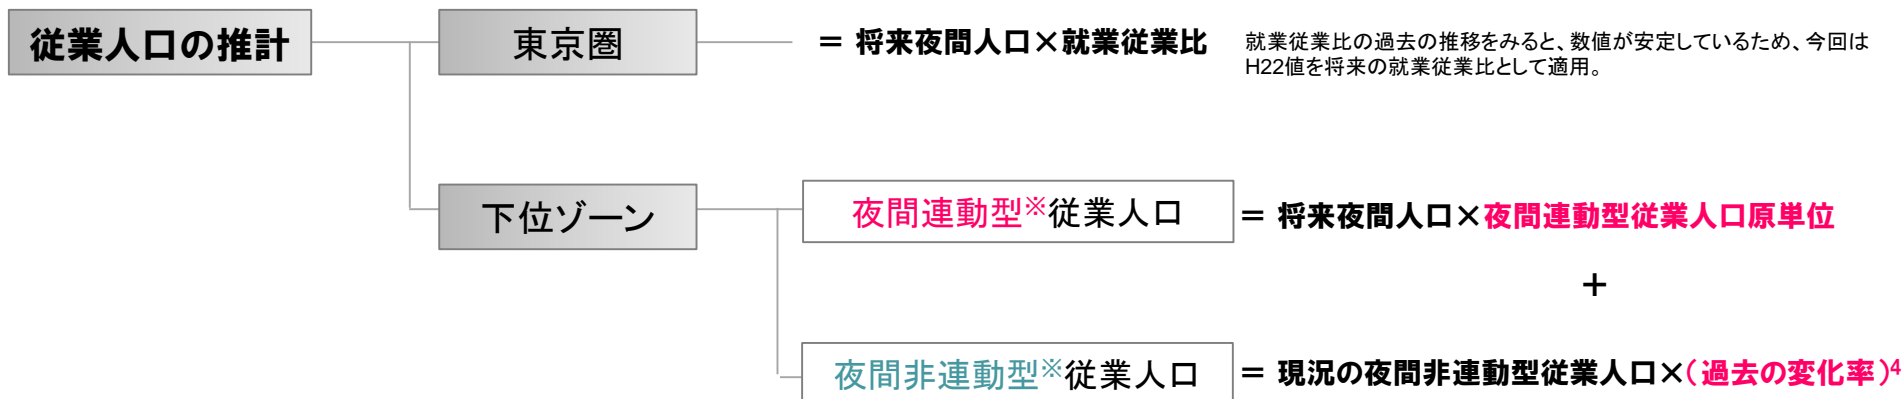 従業人口の推計
東京圏
= 将来夜間人口×就業従業比
就業従業比の過去の推移をみると、数値が安定しているため、今回は
H22値を将来の就業従業比として適用。
下位ゾーン
夜間連動型※従業人口
= 将来夜間人口×夜間連動型従業人口原単位
+
夜間非連動型※従業人口
= 現況の夜間非連動型従業人口×(過去の変化率)4